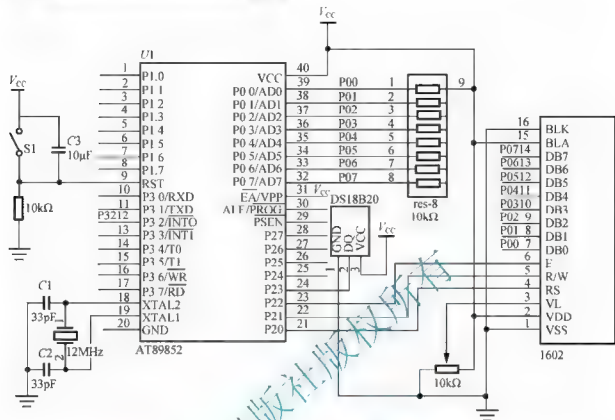 VCC
U1
VCC
S1
C3
10μF
10kΩ
1 P1.0
2 P1 1
3 P1.2
4 P1.3
5 P1 4
6 P1.5
7 P1 6
8 P1.7
9 RST
10 P3 0/RXD
11 P3 1/TXD
P3212 P3 2/INT0
13 P3 3/INT1
14 P3 4/T0
15 P3 5/T1
16 P3 6/WR
17 P3 7/RD
18 XTAL2
19 XTAL1
20 GND
AT89852
C1
33pF
1
2
12MHz
C2
33pF
VCC 40
P0 0/AD0 39 P00 1
P0 1/AD1 38 P01 2
P0 2/AD2 37 P02 3
P0 3/AD3 36 P03 4
P0 4/AD4 35 P04 5
P0 5/AD5 34 P05 6
P0 6/AD6 33 P06 7
P0 7/AD7 32 P07 8
EA/VPP 31 VCC
ALE/PROG 30
PSEN 29
P27 28
P26 27
P25 26
P24 25
P23 24
P22 23
P21 22
P20 21
9
res-8
10kΩ
DS18B20
GND
DQ
VCC
1
2
3
VCC
16 BLK
15 BLA
P0714 DB7
P0613 DB6
P0512 DB5
P0411 DB4
P0310 DB3
P02 9 DB2
P01 8 DB1
P00 7 DB0
6 E
5 R/W
4 RS
3 VL
2 VDD
1 VSS
1602
10kΩ
版社版权所有